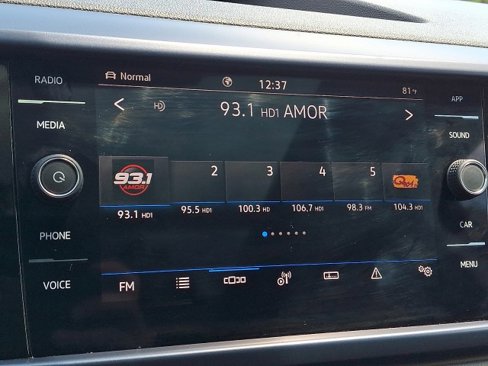 RADIO
MEDIA
PHONE
VOICE
Normal
12:37
81°F
HD
93.1 HD1 AMOR
93.1
AMOR
2
3
4
5
93.1 HD1
95.5 HD1
100.3 HD
106.7 HD1
98.3 FM
104.3 HD1
FM
APP
SOUND
CAR
MENU